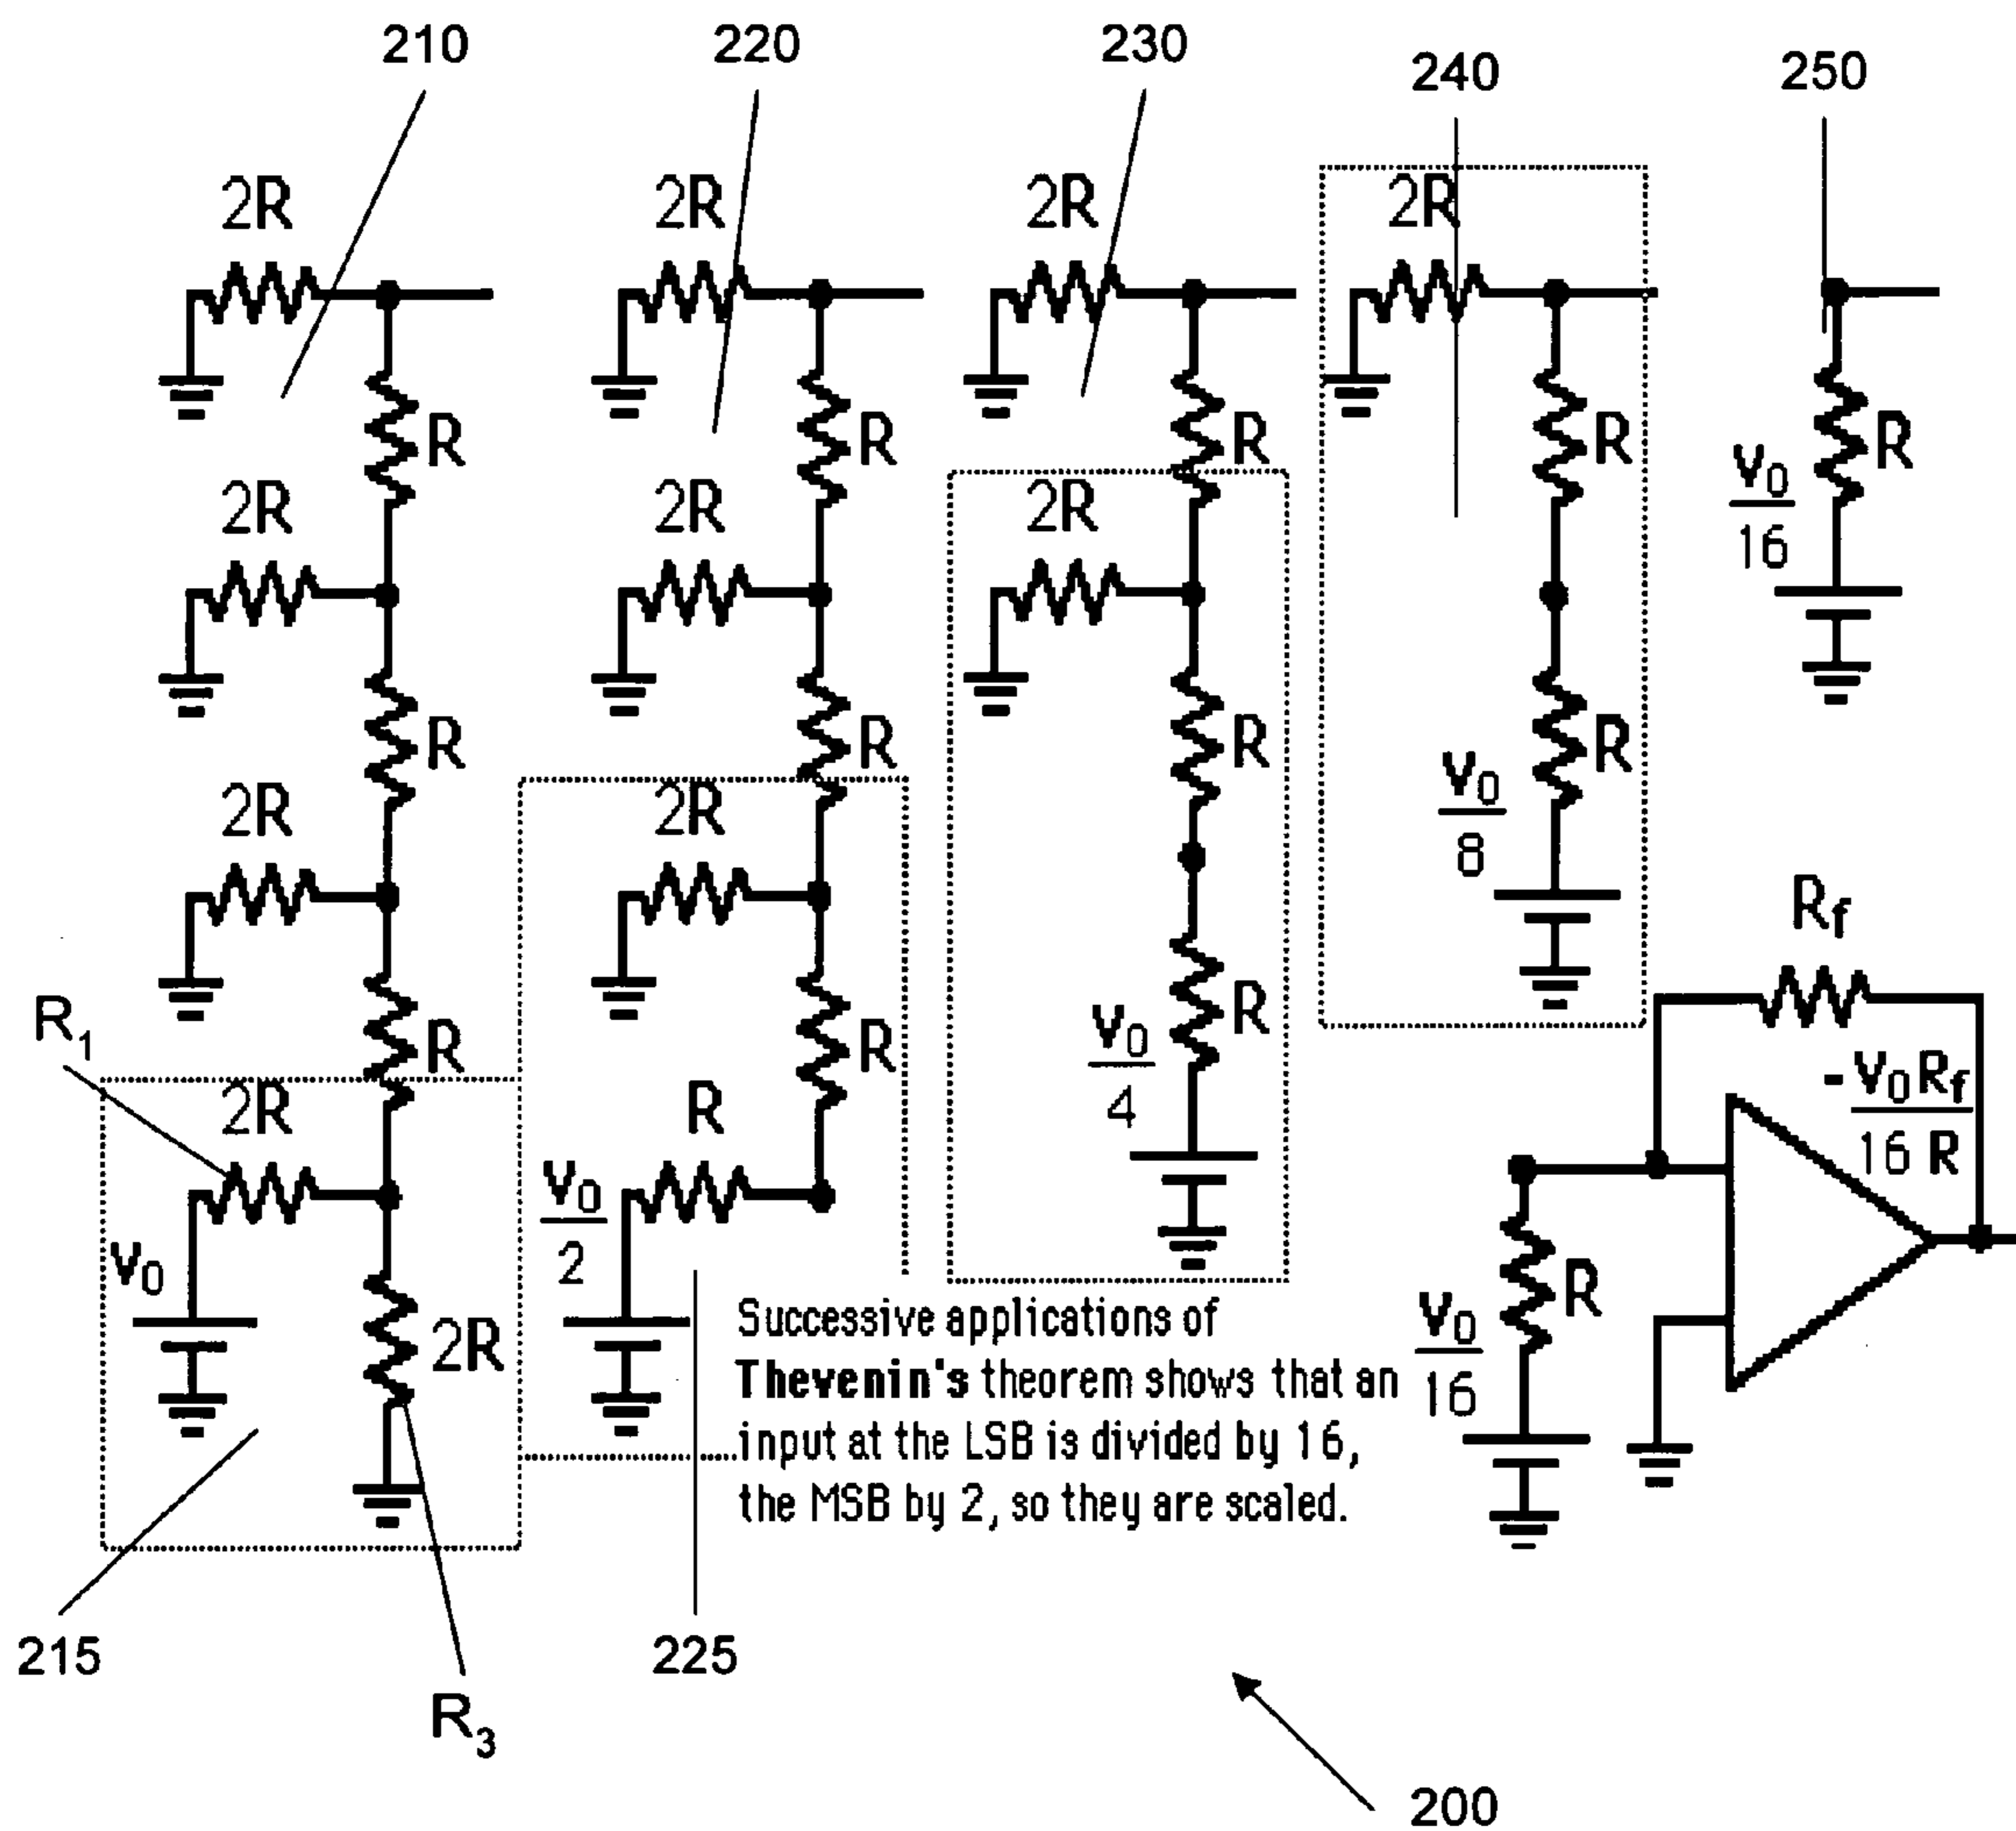 210
220
230
240
250
2R
2R
2R
2R
R
R
R
R
R
V0
16
2R
2R
2R
R
R
R
R
V0
8
2R
2R
Rf
R1
R
R
R
V0
4
-V0Rf
16 R
2R
R
V0
V0
2
2R
R
V0
16
Successive applications of
Thevenin's theorem shows that an
input at the LSB is divided by 16,
the MSB by 2, so they are scaled.
215
225
R3
200